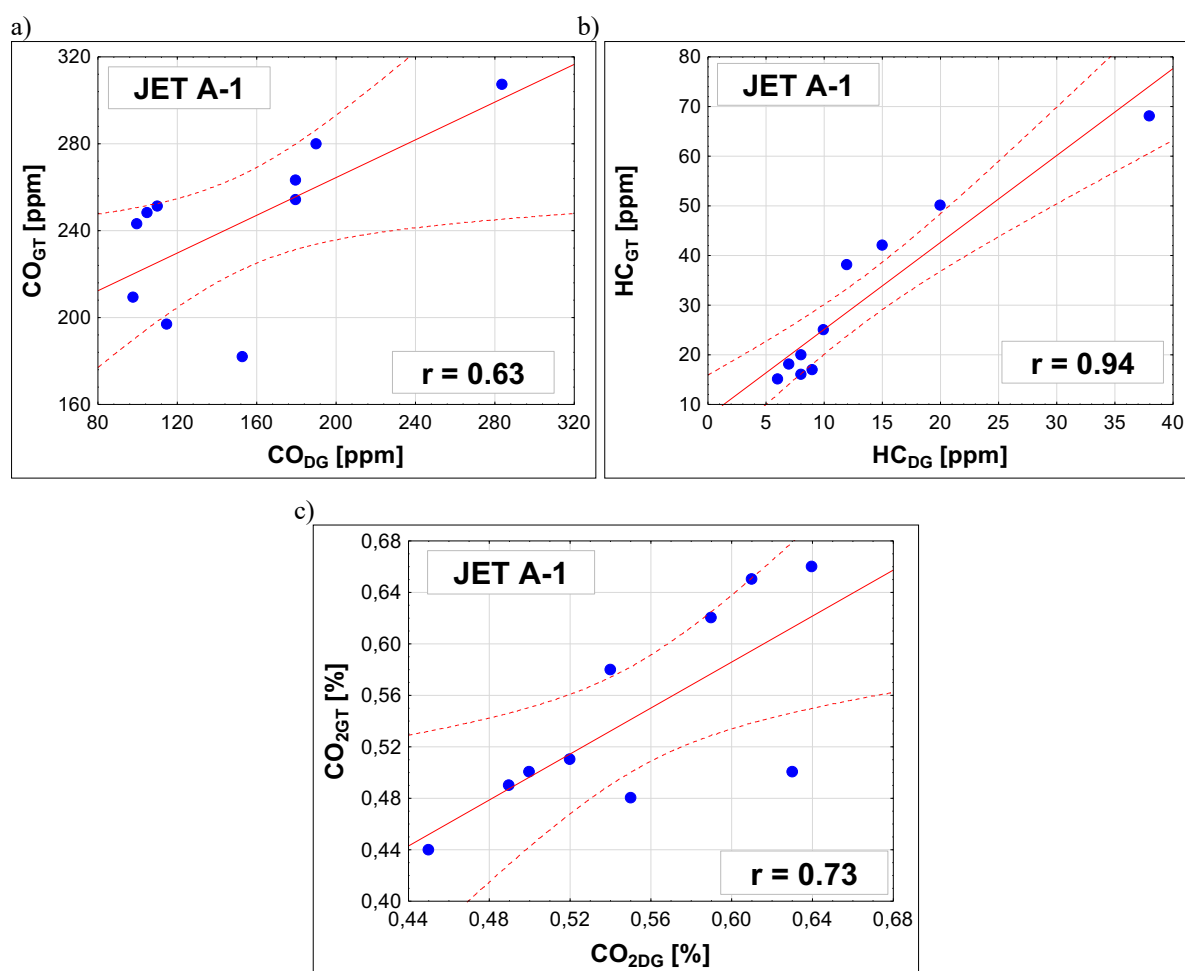 a)
320
280
240
200
160
CO_GT [ppm]
JET A-1
r = 0.63
80 120 160 200 240 280 320
CO_DG [ppm]
b)
80
70
60
50
40
30
20
10
HC_GT [ppm]
JET A-1
r = 0.94
0 5 10 15 20 25 30 35 40
HC_DG [ppm]
c)
0,68
0,64
0,60
0,56
0,52
0,48
0,44
0,40
CO_2GT [%]
JET A-1
r = 0.73
0,44 0,48 0,52 0,56 0,60 0,64 0,68
CO_2DG [%]